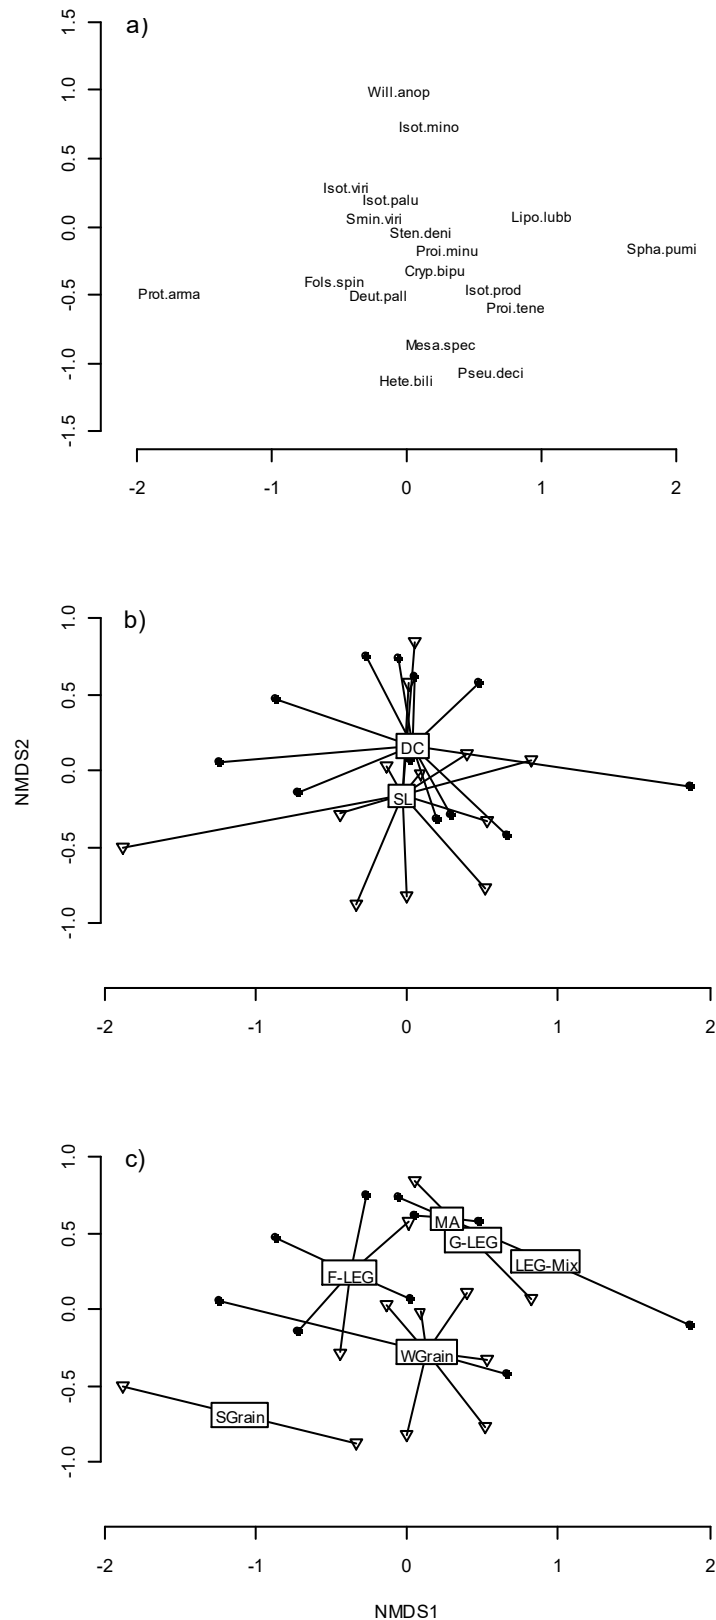 a)
1.5
1.0
0.5
0.0
-0.5
-1.0
-1.5
Will.anop
Isot.mino
Isot.viri
Isot.palu
Smin.viri
Lipo.lubb
Sten.deni
Proi.minu
Spha.pumi
Cryp.bipu
Fols.spin
Prot.arma
Deut.pall
Isot.prod
Proi.tene
Mesa.spec
Pseu.deci
Hete.bili
-2 -1 0 1 2
b)
1.0
0.5
0.0
-0.5
-1.0
NMDS2
DC
SL
-2 -1 0 1 2
c)
1.0
0.5
0.0
-0.5
-1.0
MA
G-LEG
LEG-Mix
F-LEG
WGrain
SGrain
-2 -1 0 1 2
NMDS1